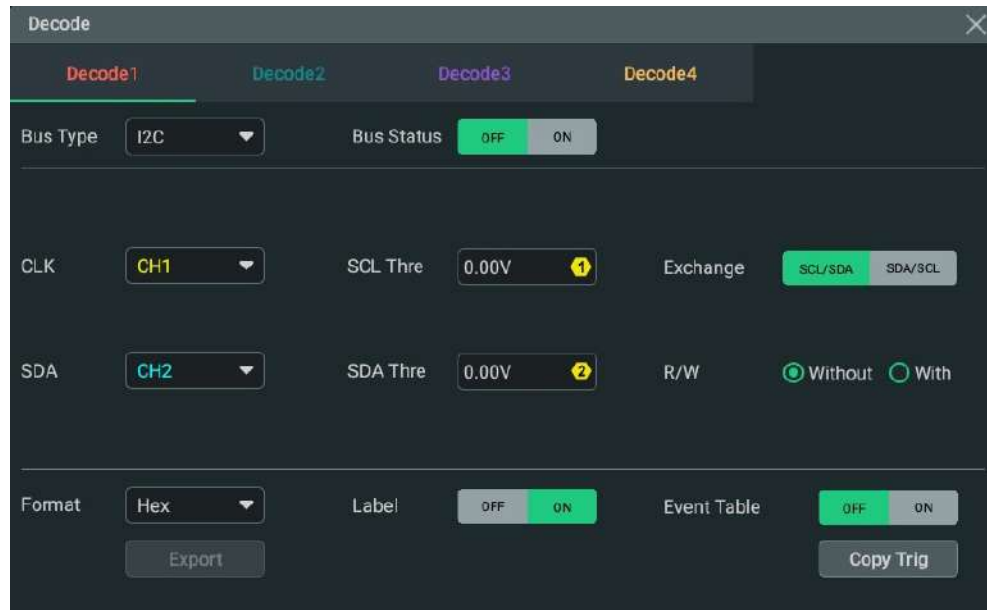 Decode
Decode1 Decode2 Decode3 Decode4
Bus Type I2C Bus Status OFF ON
CLK CH1 SCL Thre 0.00V 1 Exchange SCL/SDA SDA/SCL
SDA CH2 SDA Thre 0.00V 2 R/W Without With
Format Hex Label OFF ON Event Table OFF ON
Export Copy Trig